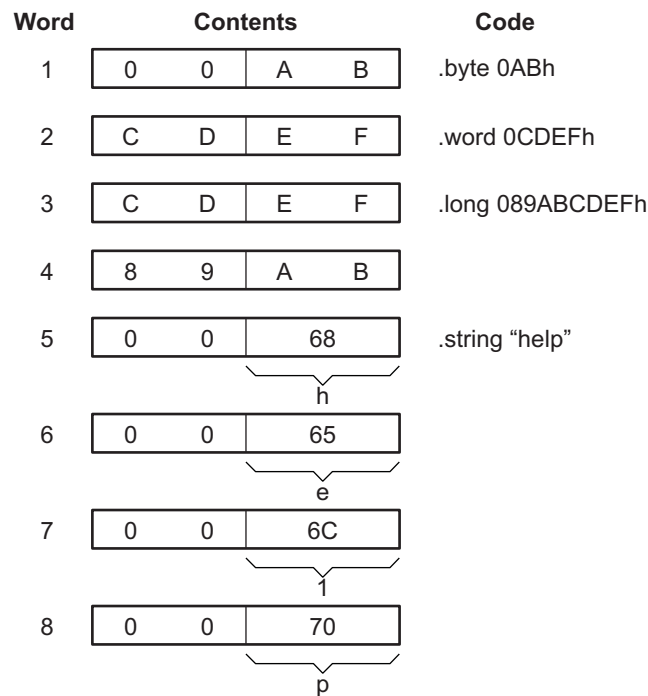 Word Contents Code
1 0 0 A B .byte 0ABh
2 C D E F .word 0CDEFh
3 C D E F .long 089ABCDEFh
4 8 9 A B
5 0 0 68 .string “help”
h
6 0 0 65
e
7 0 0 6C
1
8 0 0 70
p